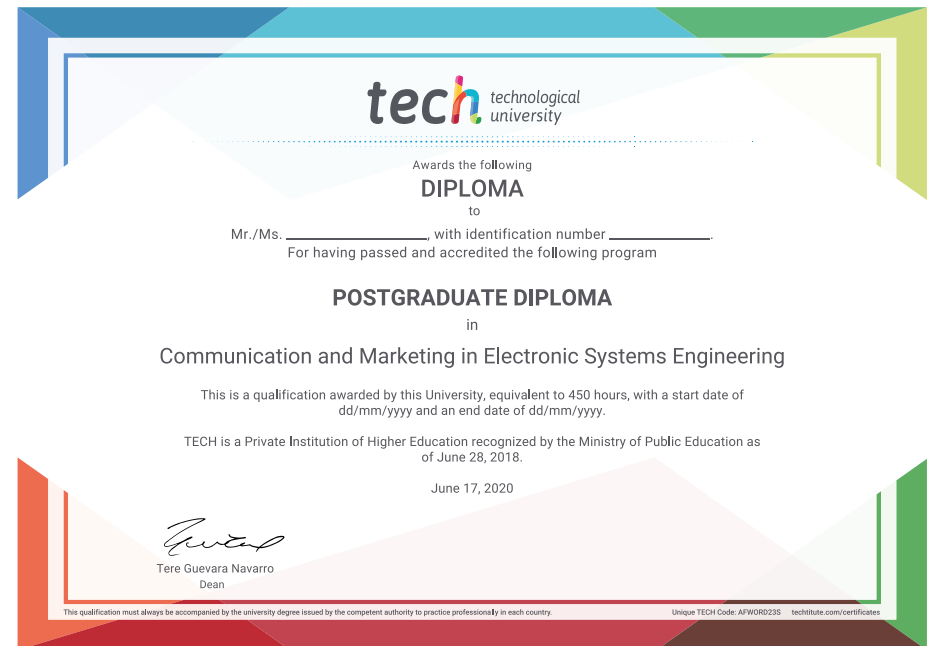 tech technological
university
Awards the following
DIPLOMA
to
Mr./Ms. ____________________, with identification number ______________.
For having passed and accredited the following program
POSTGRADUATE DIPLOMA
in
Communication and Marketing in Electronic Systems Engineering
This is a qualification awarded by this University, equivalent to 450 hours, with a start date of
dd/mm/yyyy and an end date of dd/mm/yyyy.
TECH is a Private Institution of Higher Education recognized by the Ministry of Public Education as
of June 28, 2018.
June 17, 2020
Tere Guevara Navarro
Dean
This qualification must always be accompanied by the university degree issued by the competent authority to practice professionally in each country.
Unique TECH Code: AFWORD23S techtitute.com/certificates